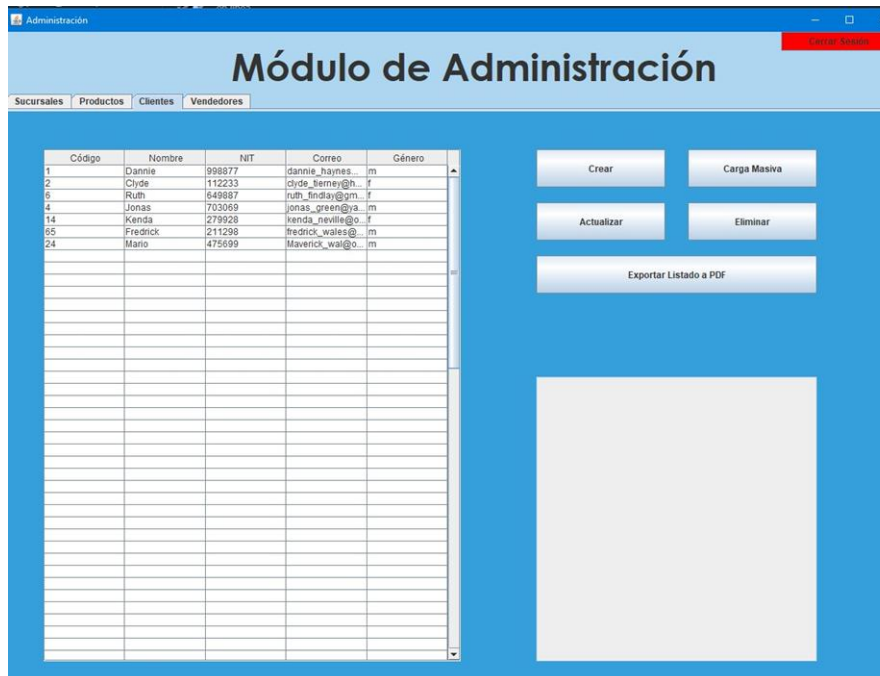 Administración
Cerrar Sesión
Módulo de Administración
Sucursales Productos Clientes Vendedores
Código Nombre NIT Correo Género
1 Dannie 998877 dannie_haynes... m
2 Clyde 112233 clyde_tierney@h... f
6 Ruth 649887 ruth_findlay@gm... f
4 Jonas 703069 jonas_green@ya... m
14 Kenda 279928 kenda_neville@o... f
65 Fredrick 211298 fredrick_wales@... m
24 Mario 475699 Maverick_wal@o... m
Crear Carga Masiva
Actualizar Eliminar
Exportar Listado a PDF